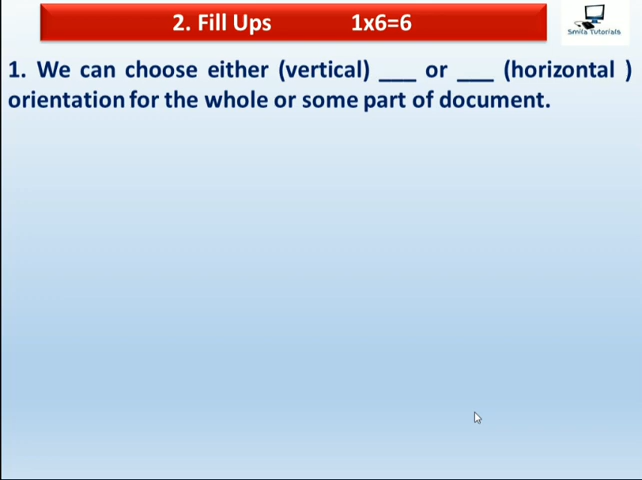 2. Fill Ups 1x6=6
Smita Tutorials
1. We can choose either (vertical) ___ or ___ (horizontal )
orientation for the whole or some part of document.